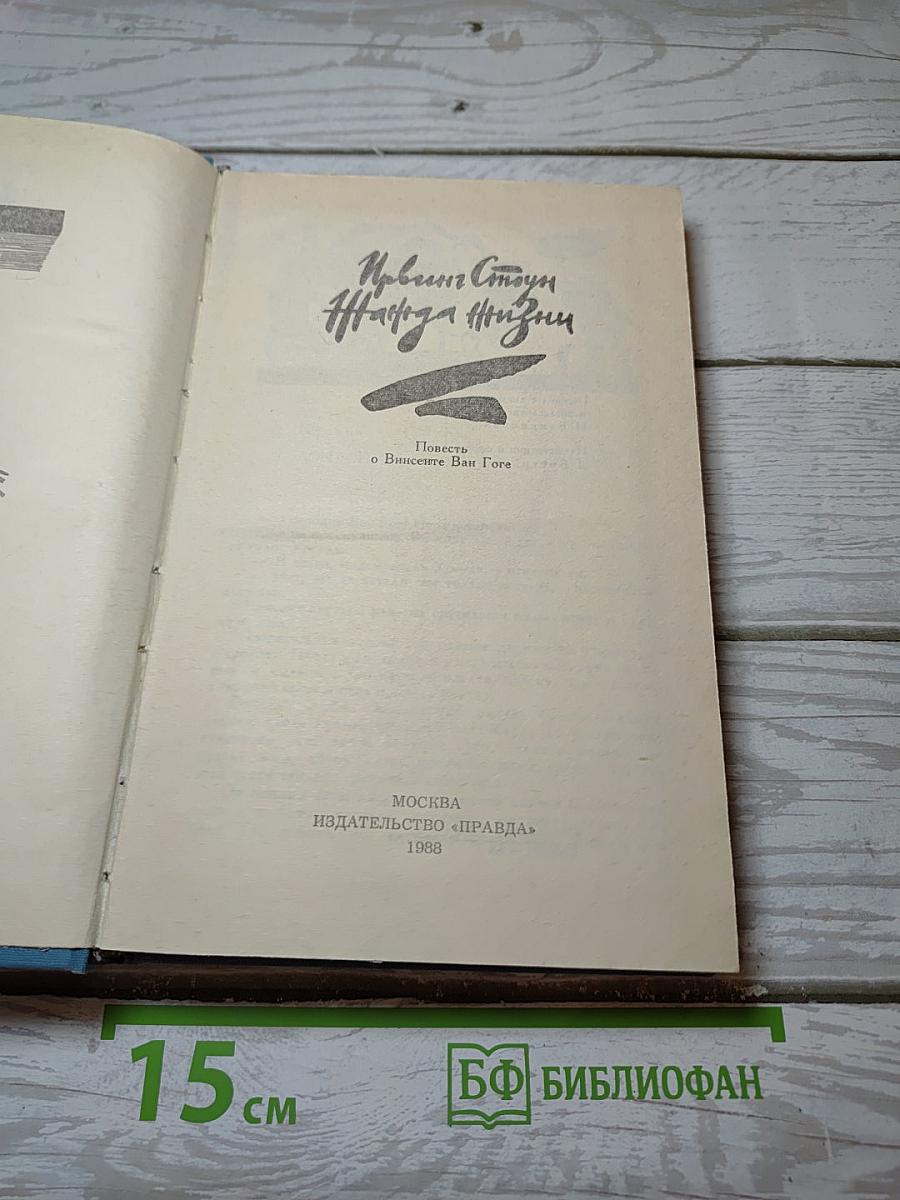 Ирвинг Стоун
Жажда жизни
Повесть
о Винсенте Ван Гоге
МОСКВА
ИЗДАТЕЛЬСТВО «ПРАВДА»
1988
15 см
БФ БИБЛИОФАН